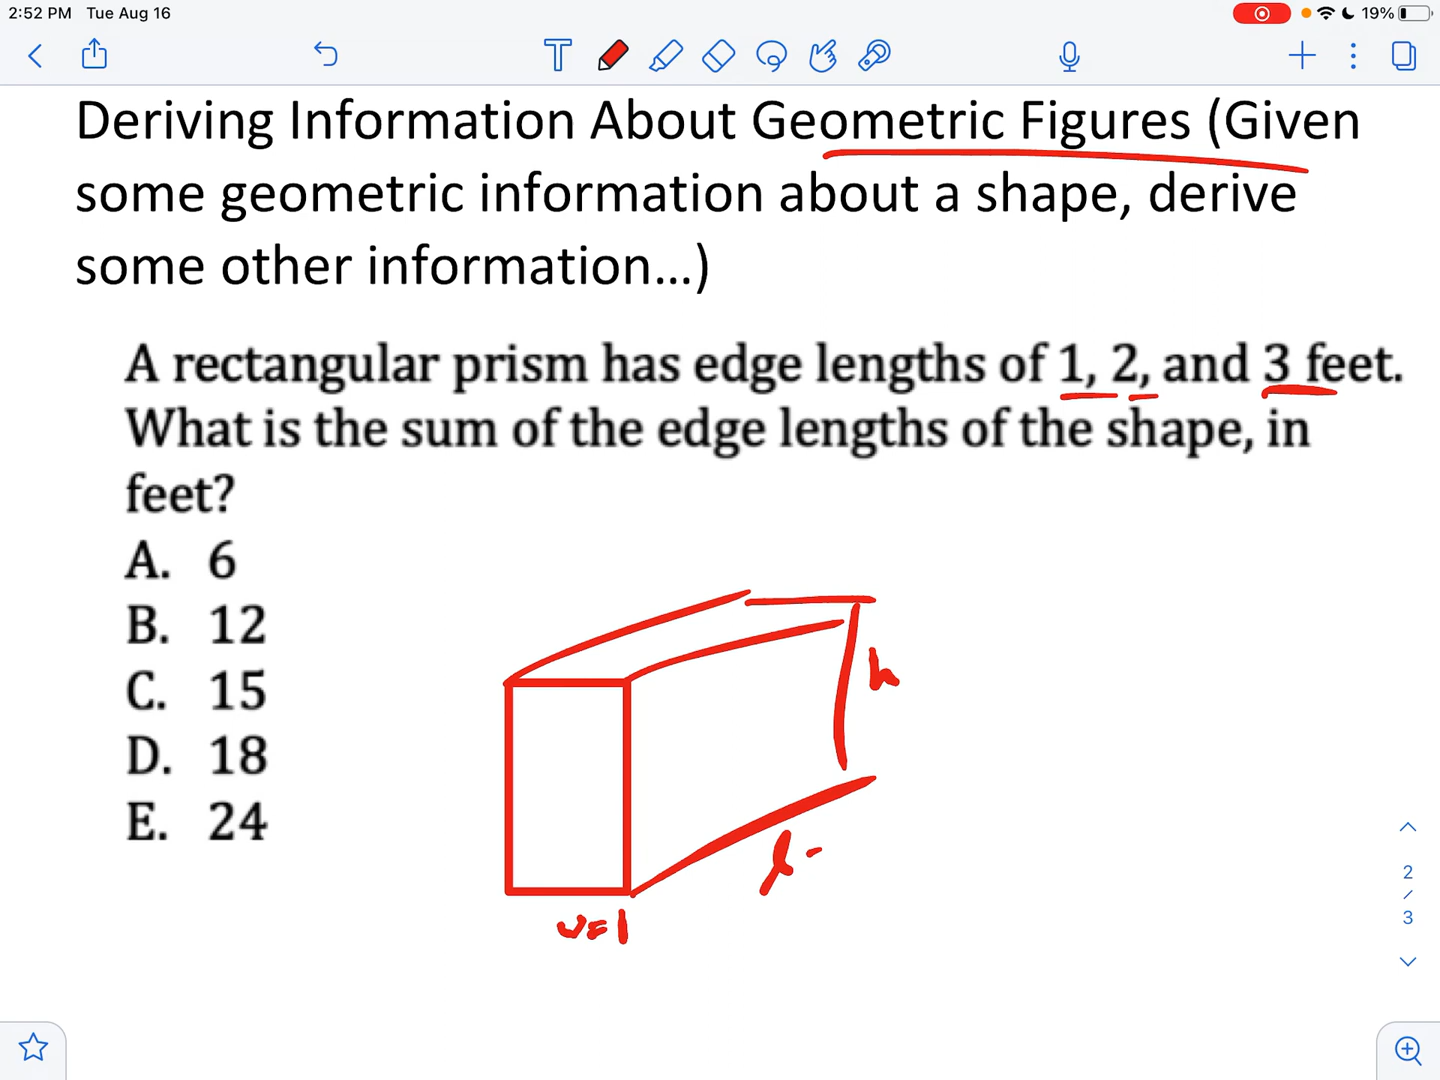 2:52 PM Tue Aug 16
19%
Deriving Information About Geometric Figures (Given
some geometric information about a shape, derive
some other information...)
A rectangular prism has edge lengths of 1, 2, and 3 feet.
What is the sum of the edge lengths of the shape, in
feet?
A. 6
B. 12
C. 15
D. 18
E. 24
h
l -
w=1
2
/
3